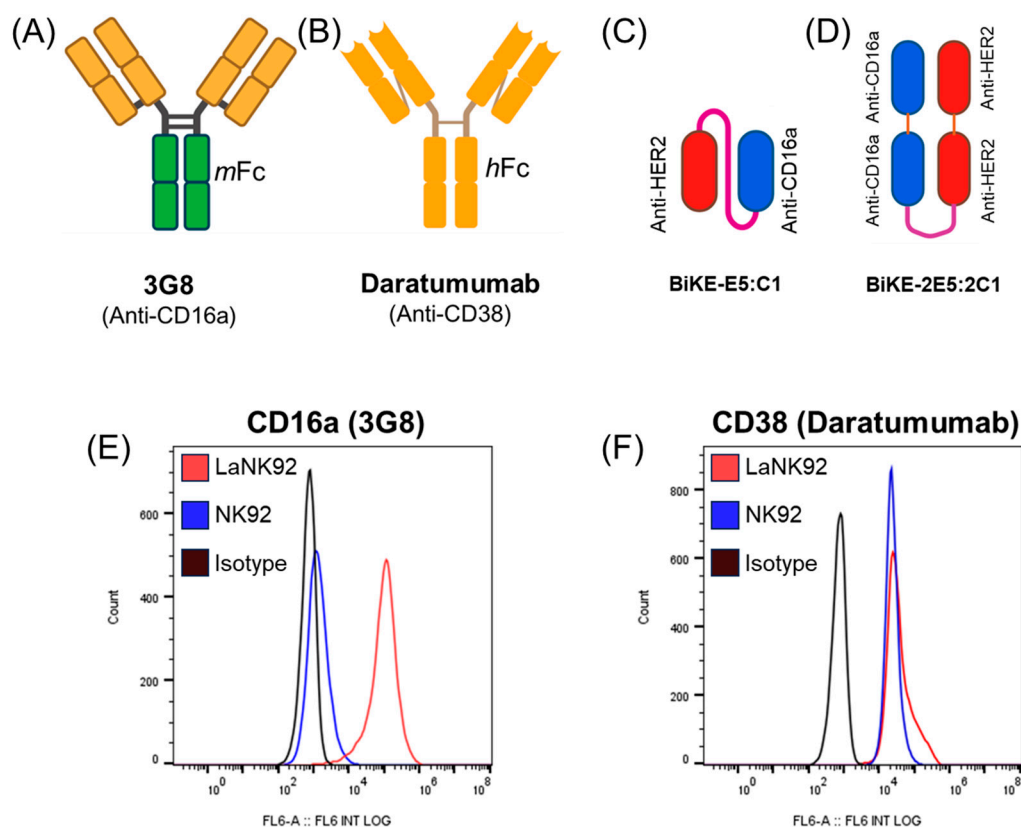 (A)
(B)
(C)
(D)
mFc
hFc
Anti-HER2
Anti-CD16a
Anti-CD16a
Anti-CD16a
Anti-HER2
Anti-HER2
3G8
(Anti-CD16a)
Daratumumab
(Anti-CD38)
BiKE-E5:C1
BiKE-2E5:2C1
(E)
CD16a (3G8)
LaNK92
NK92
Isotype
600
400
200
0
Count
10^0
10^2
10^4
10^6
10^8
FL6-A :: FL6 INT LOG
(F)
CD38 (Daratumumab)
LaNK92
NK92
Isotype
800
600
400
200
0
Count
10^0
10^2
10^4
10^6
10^8
FL6-A :: FL6 INT LOG